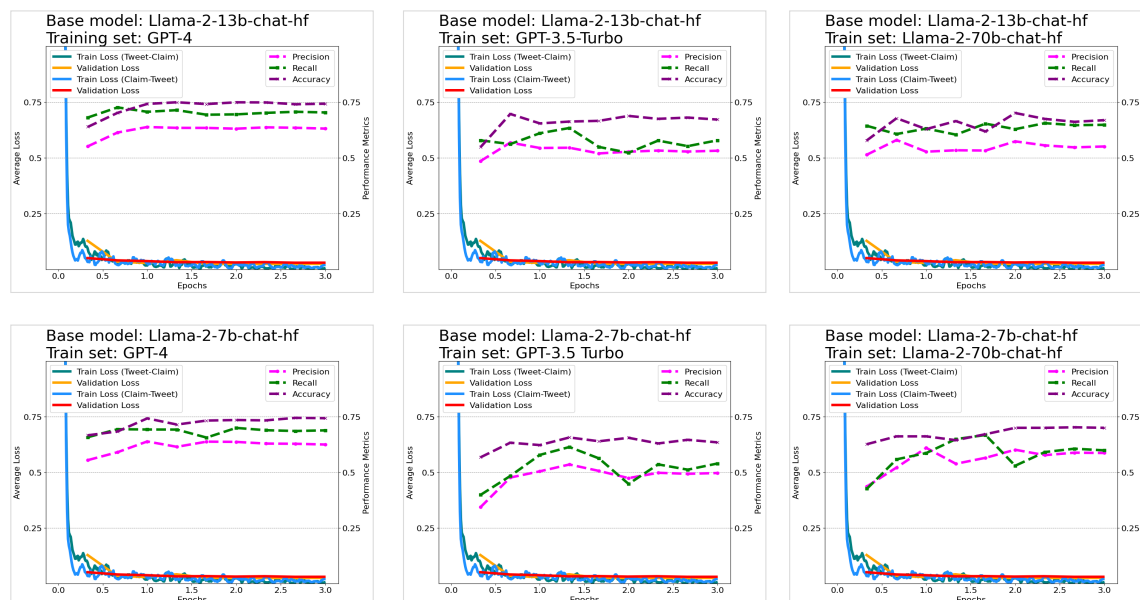 Base model: Llama-2-13b-chat-hf
Training set: GPT-4
Train Loss (Tweet-Claim)
Validation Loss
Train Loss (Claim-Tweet)
Validation Loss
Precision
Recall
Accuracy
0.75
0.5
0.25
0.75
0.5
0.25
Average Loss
Performance Metrics
0.0 0.5 1.0 1.5 2.0 2.5 3.0
Epochs
Base model: Llama-2-13b-chat-hf
Train set: GPT-3.5-Turbo
Train Loss (Tweet-Claim)
Validation Loss
Train Loss (Claim-Tweet)
Validation Loss
Precision
Recall
Accuracy
0.75
0.5
0.25
0.75
0.5
0.25
Average Loss
Performance Metrics
0.0 0.5 1.0 1.5 2.0 2.5 3.0
Epochs
Base model: Llama-2-13b-chat-hf
Train set: Llama-2-70b-chat-hf
Train Loss (Tweet-Claim)
Validation Loss
Train Loss (Claim-Tweet)
Validation Loss
Precision
Recall
Accuracy
0.75
0.5
0.25
0.75
0.5
0.25
Average Loss
0.0 0.5 1.0 1.5 2.0 2.5 3.0
Epochs
Base model: Llama-2-7b-chat-hf
Train set: GPT-4
Train Loss (Tweet-Claim)
Validation Loss
Train Loss (Claim-Tweet)
Validation Loss
Precision
Recall
Accuracy
0.75
0.5
0.25
0.75
0.5
0.25
Average Loss
Performance Metrics
0.0 0.5 1.0 1.5 2.0 2.5 3.0
Epochs
Base model: Llama-2-7b-chat-hf
Train set: GPT-3.5 Turbo
Train Loss (Tweet-Claim)
Validation Loss
Train Loss (Claim-Tweet)
Validation Loss
Precision
Recall
Accuracy
0.75
0.5
0.25
0.75
0.5
0.25
Average Loss
Performance Metrics
0.0 0.5 1.0 1.5 2.0 2.5 3.0
Epochs
Base model: Llama-2-7b-chat-hf
Train set: Llama-2-70b-chat-hf
Train Loss (Tweet-Claim)
Validation Loss
Train Loss (Claim-Tweet)
Validation Loss
Precision
Recall
Accuracy
0.75
0.5
0.25
0.75
0.5
0.25
Average Loss
0.0 0.5 1.0 1.5 2.0 2.5 3.0
Epochs